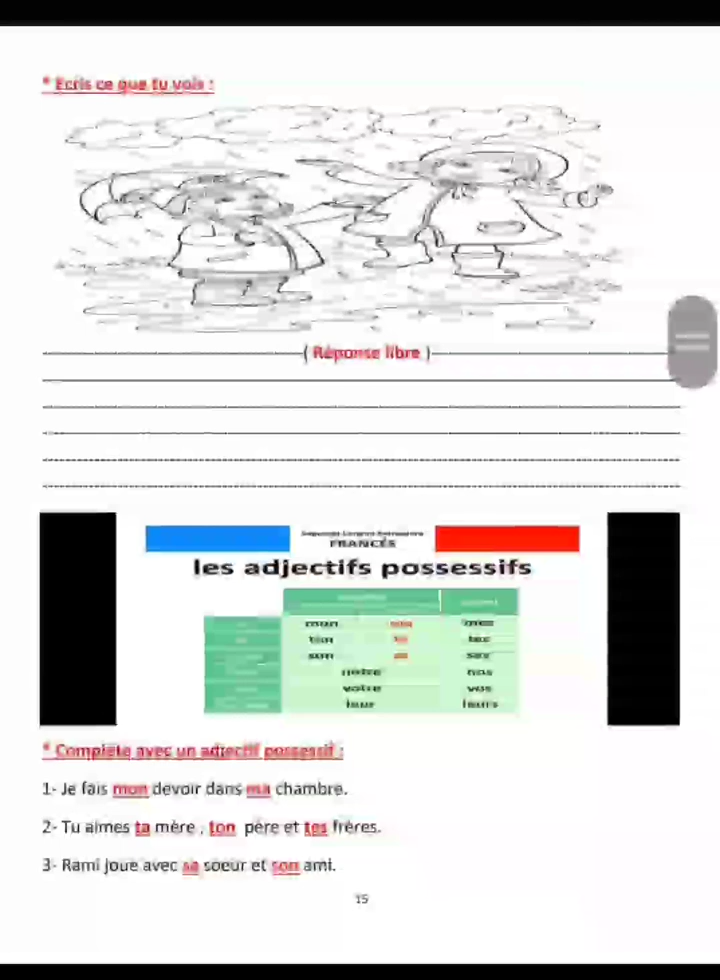 * Ecris ce que tu vois :
( Réponse libre )
FRANCÉS
les adjectifs possessifs
mon ma mes
ton ta tes
son sa ses
notre nos
votre vos
leur leurs
* Complète avec un adjectif possessif :
1- Je fais mon devoir dans ma chambre.
2- Tu aimes ta mère , ton père et tes frères.
3- Rami joue avec sa soeur et son ami.
15